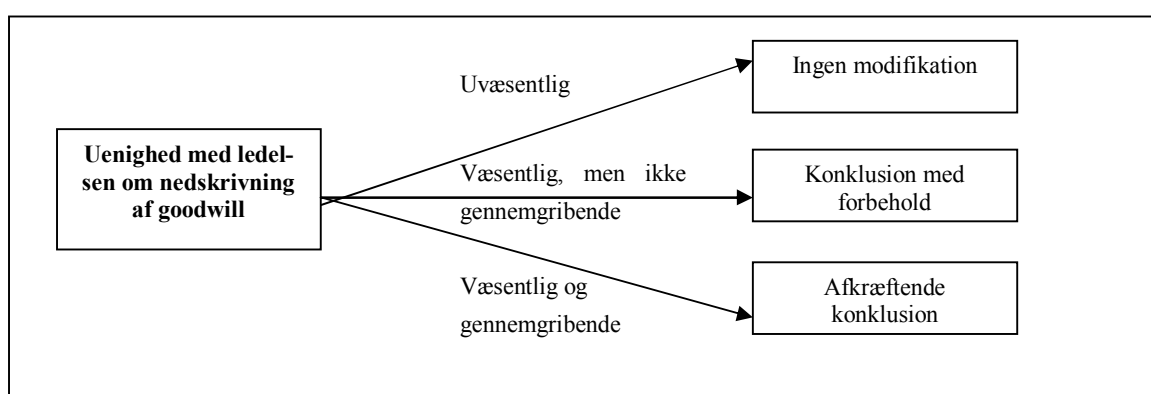 Uenighed med ledel-
sen om nedskrivning
af goodwill
Uvæsentlig
Væsentlig, men ikke
gennemgribende
Væsentlig og
gennemgribende
Ingen modifikation
Konklusion med
forbehold
Afkræftende
konklusion